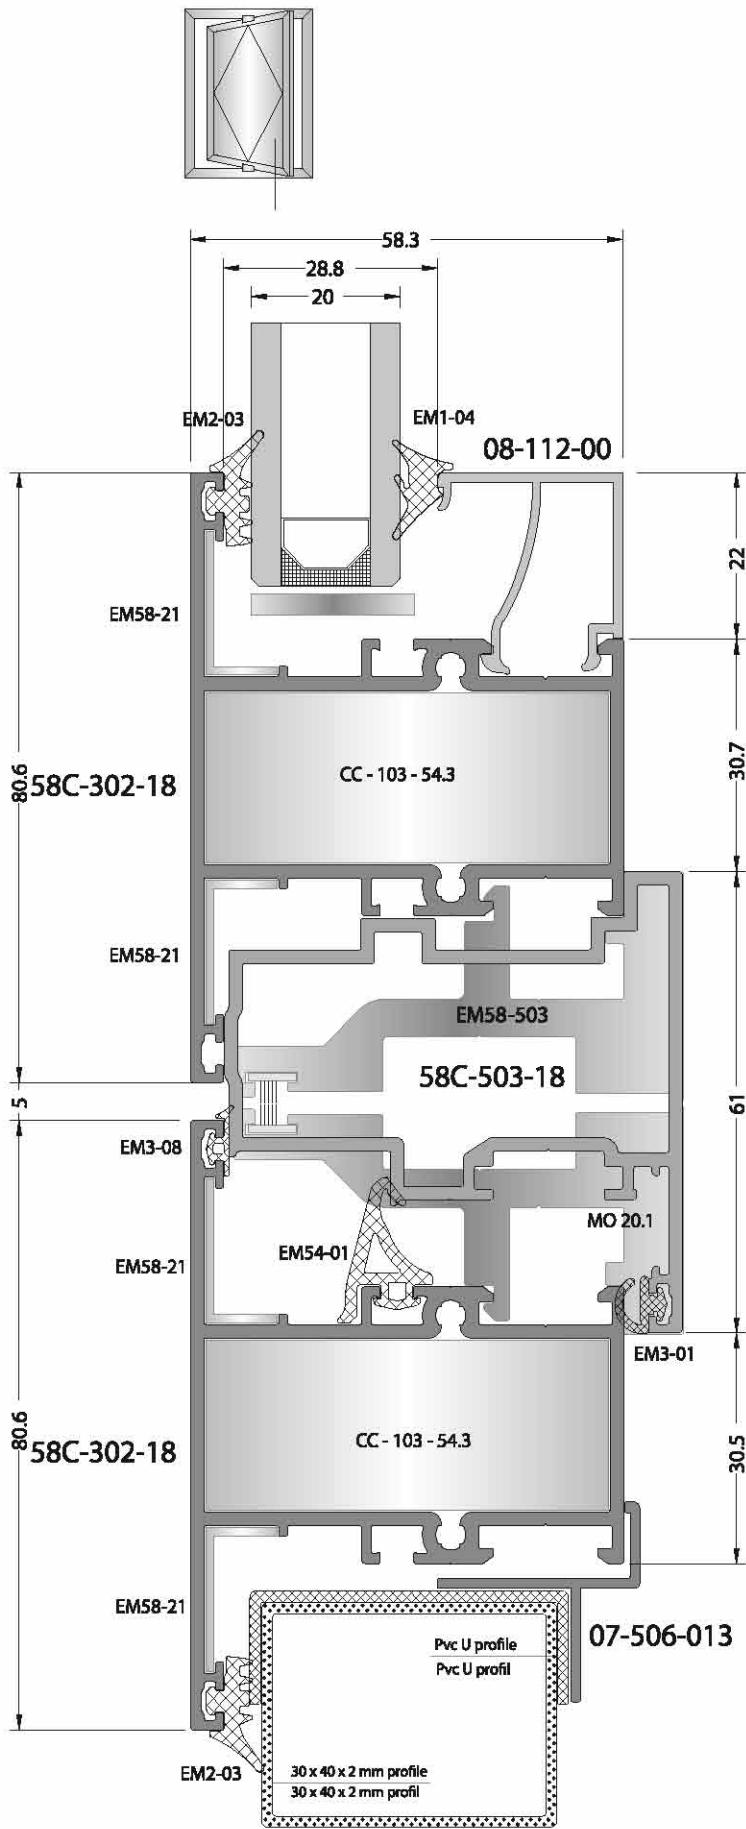 58.3
28.8
20
EM2-03
EM1-04
08-112-00
22
EM58-21
30.7
80.6
58C-302-18
CC - 103 - 54.3
EM58-21
EM58-503
58C-503-18
5
61
EM3-08
MO 20.1
EM54-01
EM58-21
EM3-01
80.6
58C-302-18
CC - 103 - 54.3
30.5
EM58-21
07-506-013
Pvc U profile
Pvc U profil
EM2-03
30 x 40 x 2 mm profile
30 x 40 x 2 mm profil